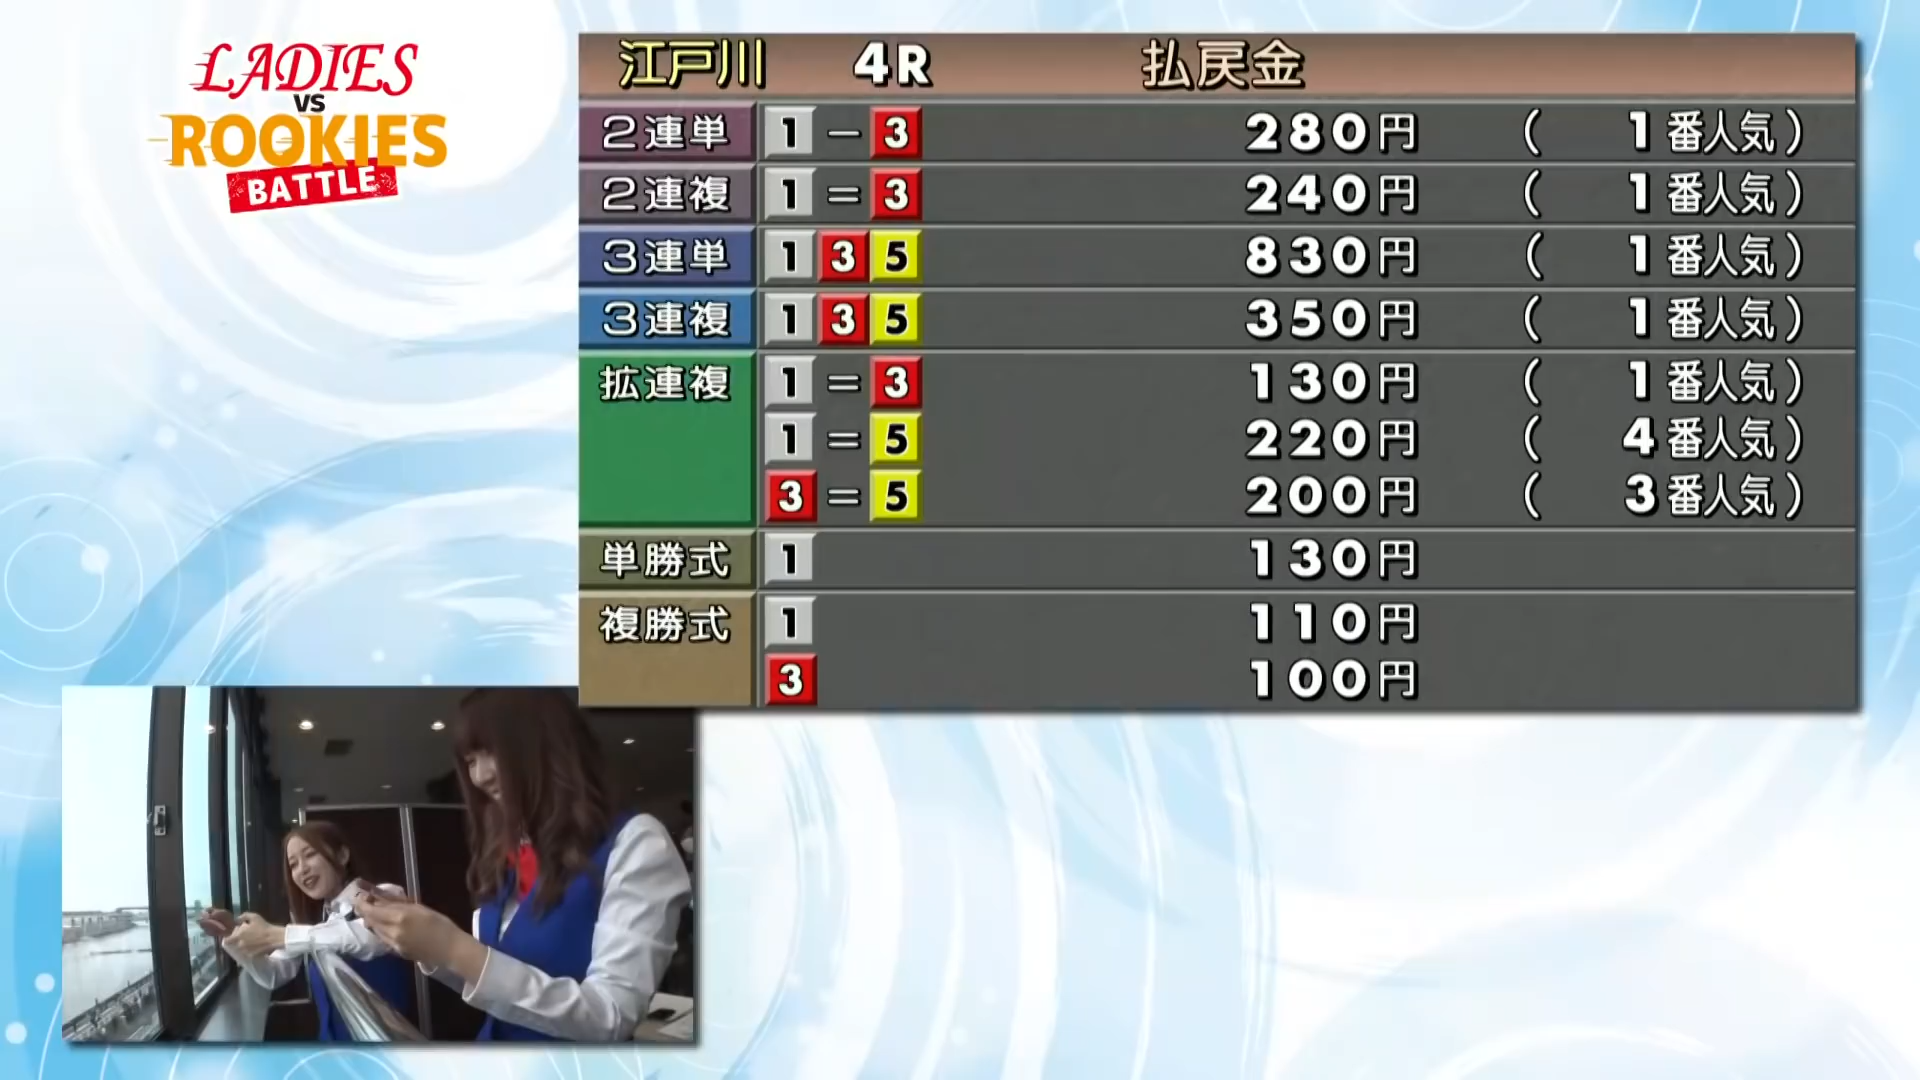 LADIES
VS
ROOKIES
BATTLE
江戸川 4R 払戻金
2連単 1 － 3 280円 ( 1番人気 )
2連複 1 = 3 240円 ( 1番人気 )
3連単 1 3 5 830円 ( 1番人気 )
3連複 1 3 5 350円 ( 1番人気 )
拡連複 1 = 3 130円 ( 1番人気 )
1 = 5 220円 ( 4番人気 )
3 = 5 200円 ( 3番人気 )
単勝式 1 130円
複勝式 1 110円
3 100円